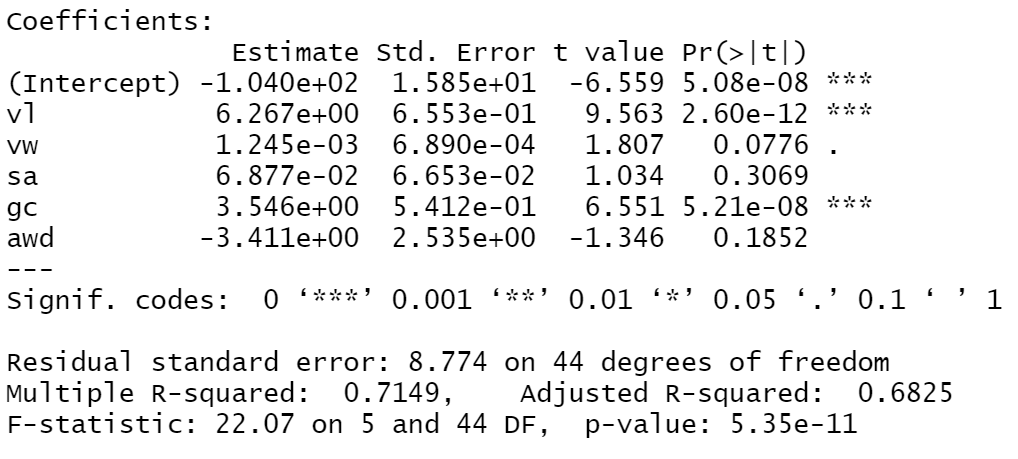 Coefficients:
Estimate Std. Error t value Pr(>|t|)
(Intercept) -1.040e+02 1.585e+01 -6.559 5.08e-08 ***
vl 6.267e+00 6.553e-01 9.563 2.60e-12 ***
vw 1.245e-03 6.890e-04 1.807 0.0776 .
sa 6.877e-02 6.653e-02 1.034 0.3069
gc 3.546e+00 5.412e-01 6.551 5.21e-08 ***
awd -3.411e+00 2.535e+00 -1.346 0.1852
---
Signif. codes: 0 ‘***’ 0.001 ‘**’ 0.01 ‘*’ 0.05 ‘.’ 0.1 ‘ ’ 1
Residual standard error: 8.774 on 44 degrees of freedom
Multiple R-squared: 0.7149, Adjusted R-squared: 0.6825
F-statistic: 22.07 on 5 and 44 DF, p-value: 5.35e-11